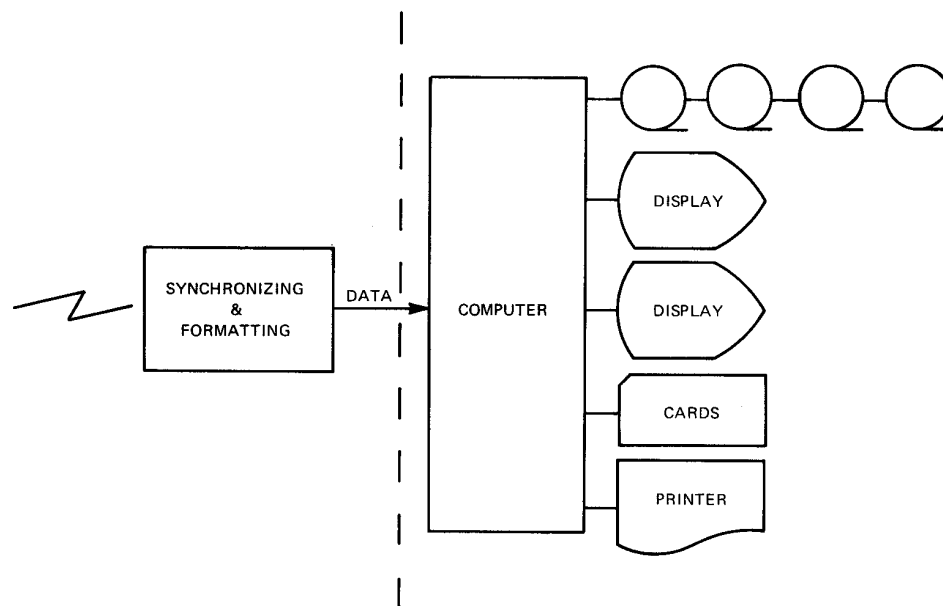 SYNCHRONIZING
&
FORMATTING
DATA
COMPUTER
DISPLAY
DISPLAY
CARDS
PRINTER